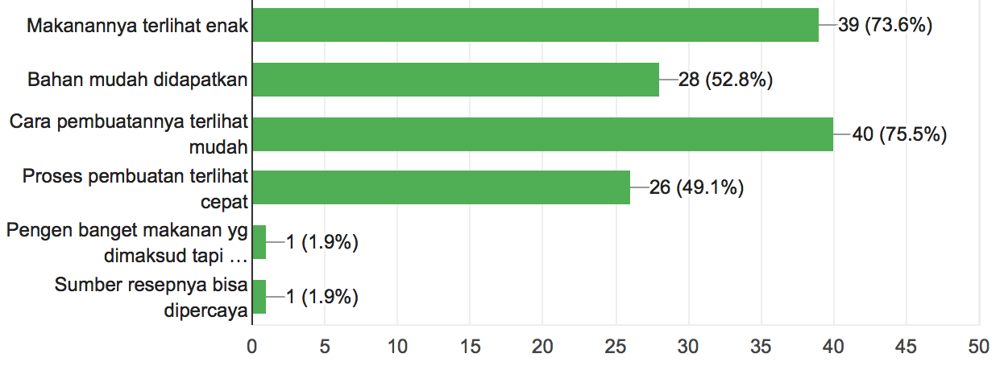 Makanannya terlihat enak
39 (73.6%)
Bahan mudah didapatkan
28 (52.8%)
Cara pembuatannya terlihat
mudah
40 (75.5%)
Proses pembuatan terlihat
cepat
26 (49.1%)
Pengen banget makanan yg
dimaksud tapi …
1 (1.9%)
Sumber resepnya bisa
dipercaya
1 (1.9%)
0 5 10 15 20 25 30 35 40 45 50